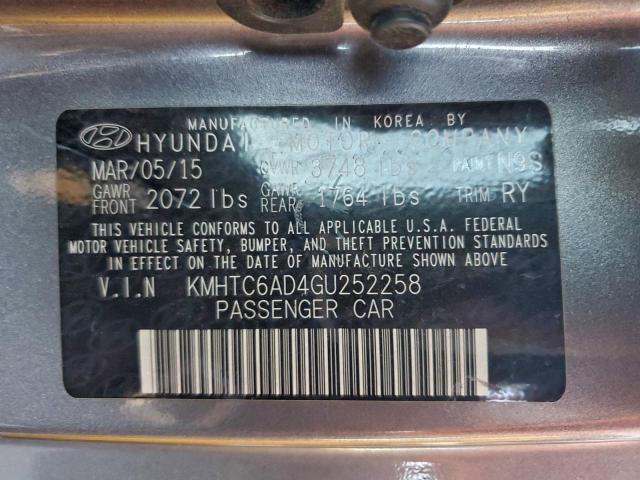 MANUFACTURED IN KOREA BY
HYUNDAI MOTOR COMPANY
MAR/05/15 GVWR 3748 lbs PAINT N9S
GAWR FRONT 2072 lbs GAWR REAR 1764 lbs TRIM RY
THIS VEHICLE CONFORMS TO ALL APPLICABLE U.S.A. FEDERAL
MOTOR VEHICLE SAFETY, BUMPER, AND THEFT PREVENTION STANDARDS
IN EFFECT ON THE DATE OF MANUFACTURE SHOWN ABOVE.
V.I.N KMHTC6AD4GU252258
PASSENGER CAR